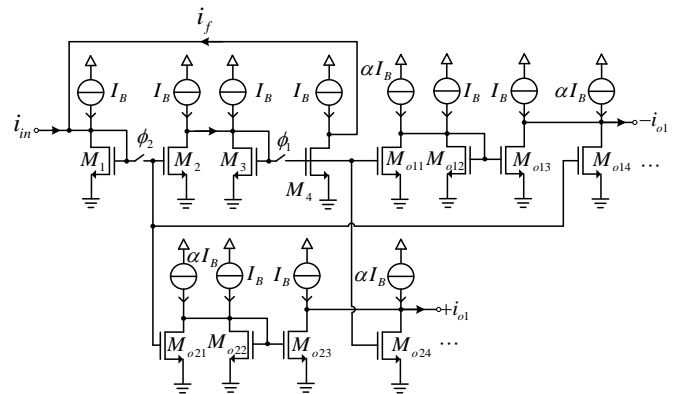 i_f
I_B I_B I_B I_B αI_B I_B I_B αI_B
i_in
−i_o1
ϕ_2 ϕ_1
M_1 M_2 M_3 M_4 M_o11 M_o12 M_o13 M_o14 ...
αI_B I_B I_B αI_B
+i_o1
M_o21 M_o22 M_o23 M_o24 ...